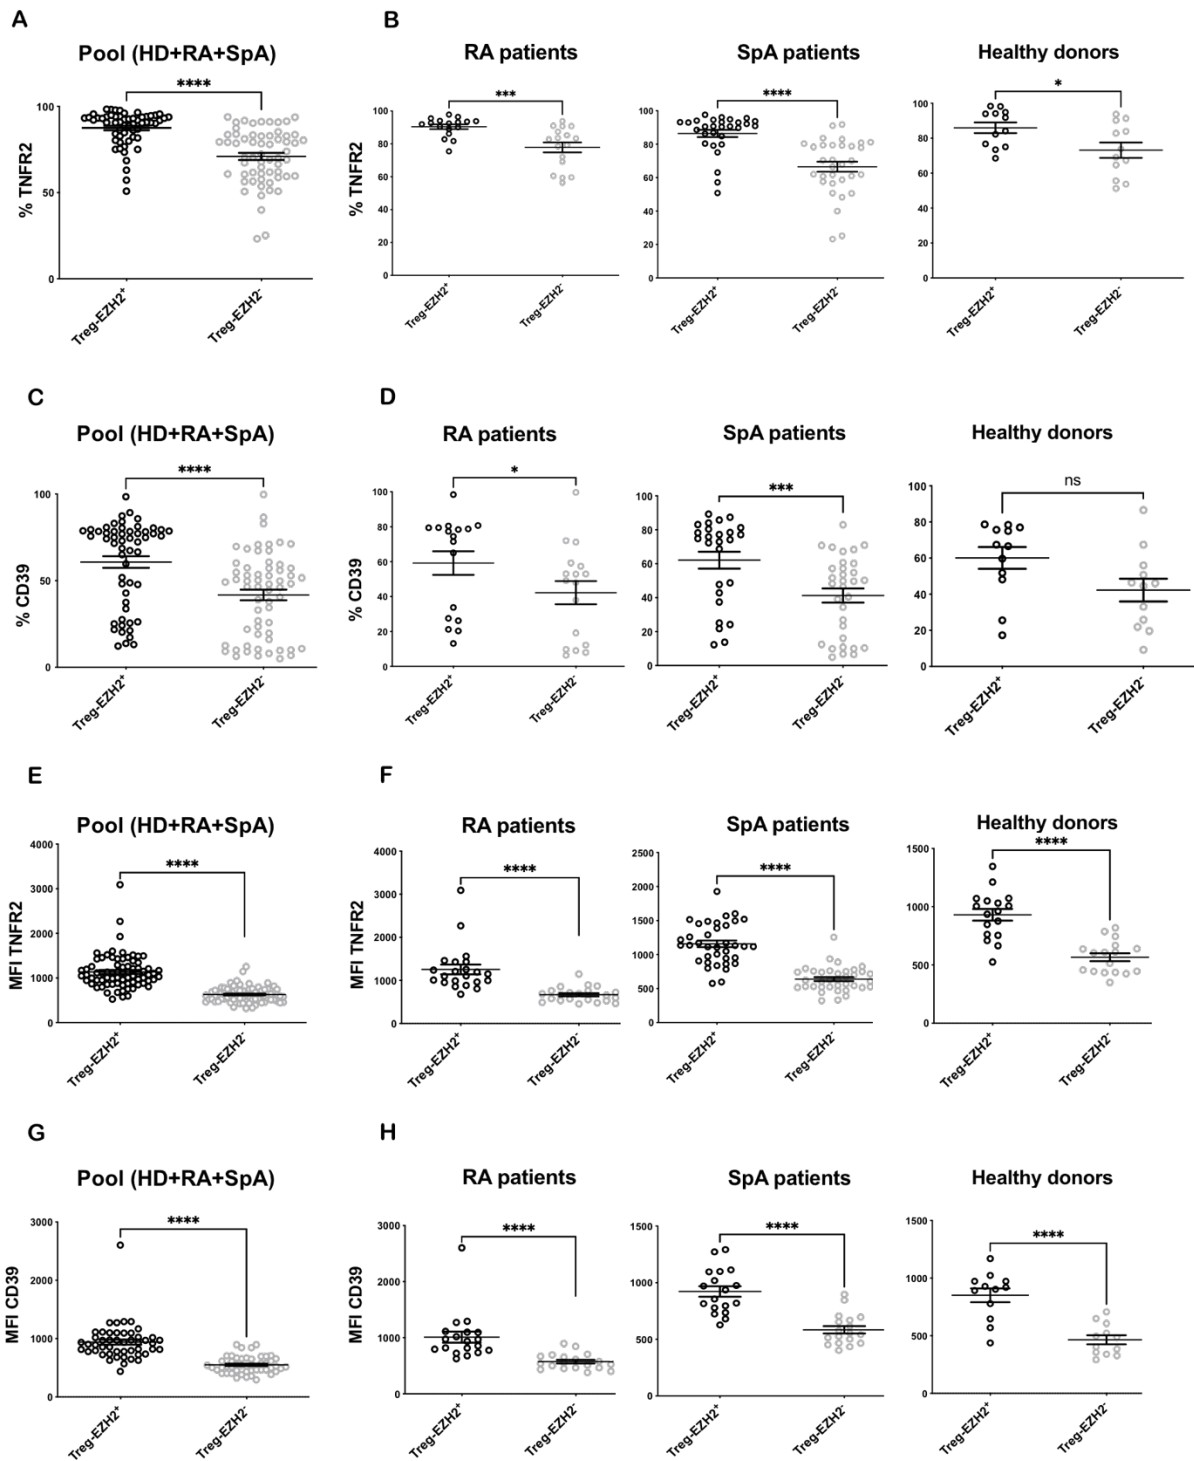 A
B
Pool (HD+RA+SpA)
RA patients
SpA patients
Healthy donors
****
***
****
*
% TNFR2
100
50
0
Treg-EZH2+
Treg-EZH2-
% TNFR2
100
80
60
40
20
0
Treg-EZH2+
Treg-EZH2-
100
80
60
40
20
0
Treg-EZH2+
Treg-EZH2-
100
80
60
40
20
0
Treg-EZH2+
Treg-EZH2-
C
D
Pool (HD+RA+SpA)
RA patients
SpA patients
Healthy donors
****
*
***
ns
% CD39
100
50
0
Treg-EZH2+
Treg-EZH2-
% CD39
100
80
60
40
20
0
Treg-EZH2+
Treg-EZH2-
100
80
60
40
20
0
Treg-EZH2+
Treg-EZH2-
100
80
60
40
20
0
Treg-EZH2+
Treg-EZH2-
E
F
Pool (HD+RA+SpA)
RA patients
SpA patients
Healthy donors
****
****
****
****
MFI TNFR2
4000
3000
2000
1000
0
Treg-EZH2+
Treg-EZH2-
MFI TNFR2
4000
3000
2000
1000
0
Treg-EZH2+
Treg-EZH2-
2500
2000
1500
1000
500
0
Treg-EZH2+
Treg-EZH2-
1500
1000
500
0
Treg-EZH2+
Treg-EZH2-
G
H
Pool (HD+RA+SpA)
RA patients
SpA patients
Healthy donors
****
****
****
****
MFI CD39
3000
2000
1000
0
Treg-EZH2+
Treg-EZH2-
MFI CD39
3000
2000
1000
0
Treg-EZH2+
Treg-EZH2-
1500
1000
500
0
Treg-EZH2+
Treg-EZH2-
1500
1000
500
0
Treg-EZH2+
Treg-EZH2-